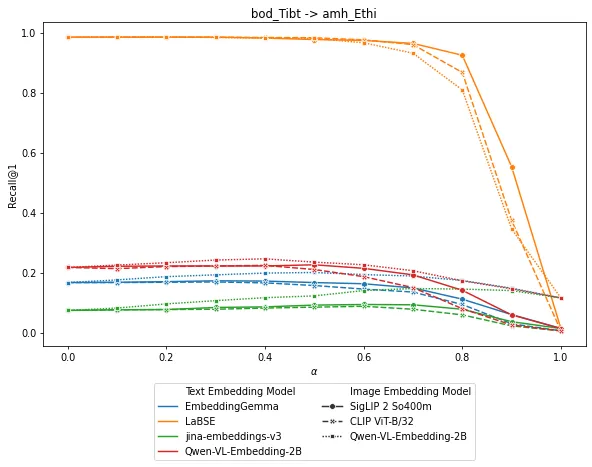 bod_Tibt -> amh_Ethi
1.0
0.8
0.6
0.4
0.2
0.0
Recall@1
0.0 0.2 0.4 0.6 0.8 1.0
α
Text Embedding Model
EmbeddingGemma
LaBSE
jina-embeddings-v3
Qwen-VL-Embedding-2B
Image Embedding Model
SigLIP 2 So400m
CLIP ViT-B/32
Qwen-VL-Embedding-2B